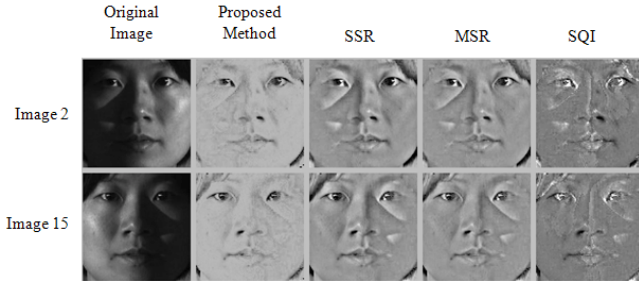 Original
Image
Proposed
Method
SSR
MSR
SQI
Image 2
Image 15